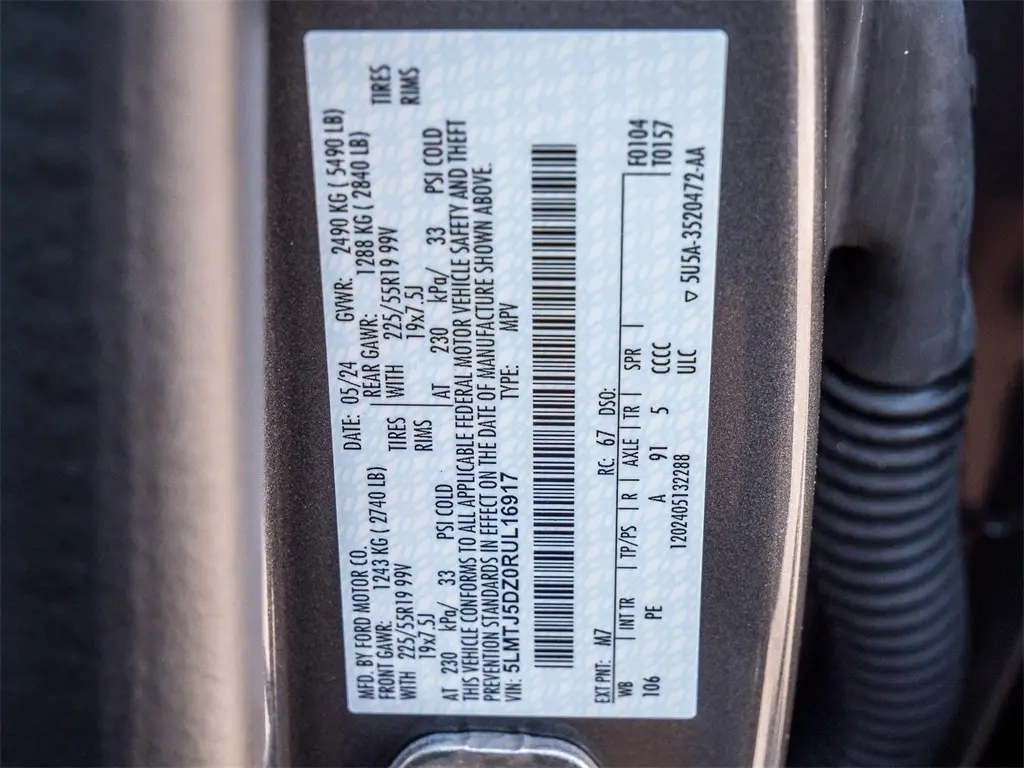 MFD. BY FORD MOTOR CO. DATE: 05/24 GVWR: 2490 KG ( 5490 LB)
FRONT GAWR: 1243 KG ( 2740 LB) REAR GAWR: 1288 KG ( 2840 LB)
WITH 225/55R19 99V TIRES WITH 225/55R19 99V TIRES
19x7.5J RIMS 19x7.5J RIMS
AT 230 kPa/ 33 PSI COLD AT 230 kPa/ 33 PSI COLD
THIS VEHICLE CONFORMS TO ALL APPLICABLE FEDERAL MOTOR VEHICLE SAFETY AND THEFT
PREVENTION STANDARDS IN EFFECT ON THE DATE OF MANUFACTURE SHOWN ABOVE.
VIN: 5LMTJ5DZ0RUL16917 TYPE: MPV
EXT PNT: M7 RC: 67 DSO: F0104
WB INT TR TP/PS R AXLE TR SPR T0157
106 PE A 91 5 CCCC
1202405132288 ULC
▽ 5U5A-3520472-AA